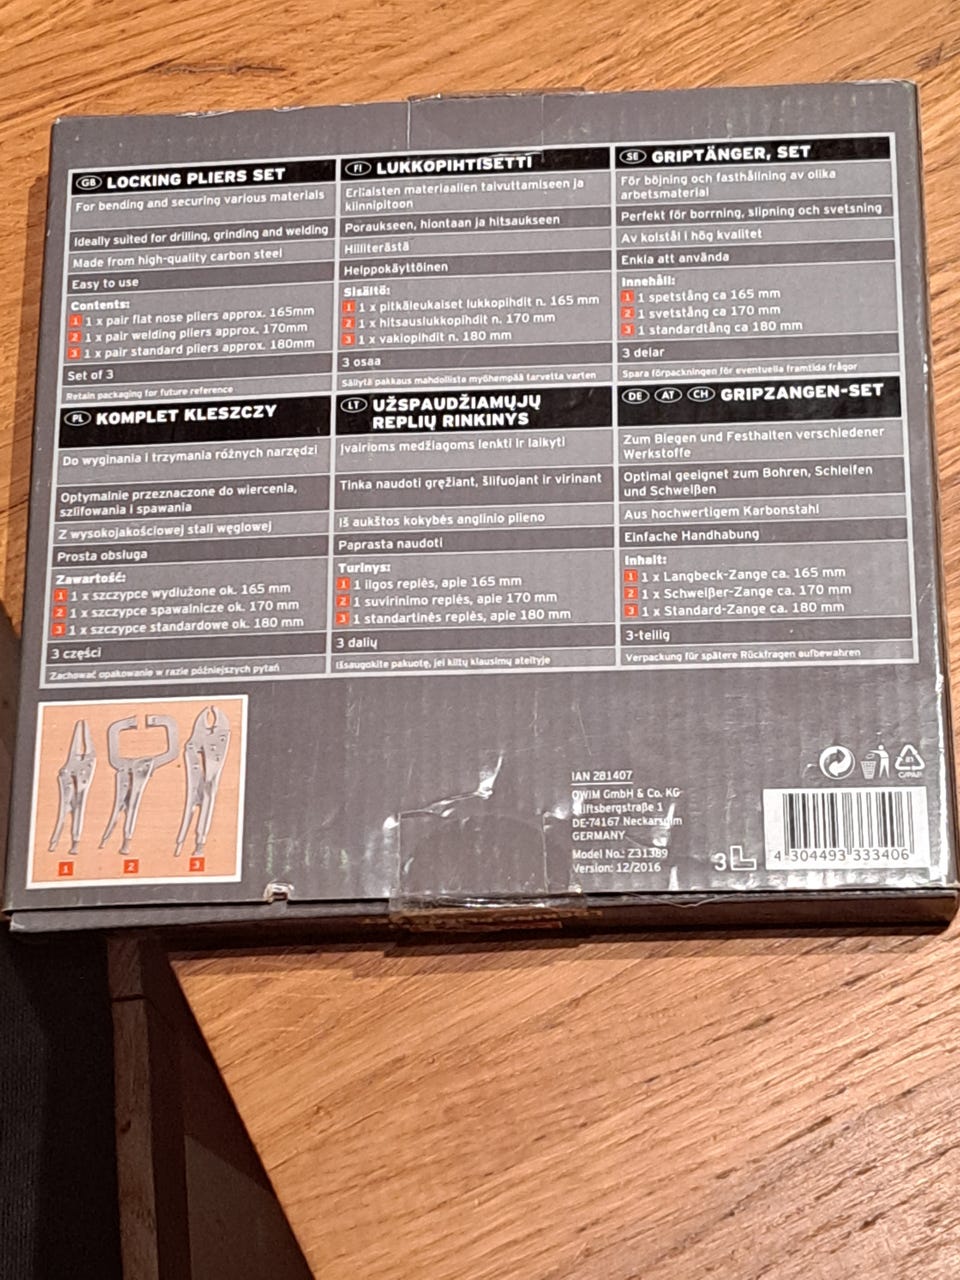 GB LOCKING PLIERS SET
For bending and securing various materials
Ideally suited for drilling, grinding and welding
Made from high-quality carbon steel
Easy to use
Contents:
1 1 x pair flat nose pliers approx. 165mm
2 1 x pair welding pliers approx. 170mm
3 1 x pair standard pliers approx. 180mm
Set of 3
Retain packaging for future reference
FI LUKKOPIHTISETTI
Erilaisten materiaalien taivuttamiseen ja
kiinnipitoon
Poraukseen, hiontaan ja hitsaukseen
Hiiliterästä
Helppokäyttöinen
Sisältö:
1 1 x pitkäleukaiset lukkopihdit n. 165 mm
2 1 x hitsauslukkopihdit n. 170 mm
3 1 x vakiopihdit n. 180 mm
3 osaa
Säilytä pakkaus mahdollista myöhempää tarvetta varten
SE GRIPTÄNGER, SET
För böjning och fasthållning av olika
arbetsmaterial
Perfekt för borrning, slipning och svetsning
Av kolstål i hög kvalitet
Enkla att använda
Innehåll:
1 1 spetstång ca 165 mm
2 1 svetstång ca 170 mm
3 1 standardtång ca 180 mm
3 delar
Spara förpackningen för eventuella framtida frågor
PL KOMPLET KLESZCZY
Do wyginania i trzymania różnych narzędzi
Optymalnie przeznaczone do wiercenia,
szlifowania i spawania
Z wysokojakościowej stali węglowej
Prosta obsługa
Zawartość:
1 1 x szczypce wydłużone ok. 165 mm
2 1 x szczypce spawalnicze ok. 170 mm
3 1 x szczypce standardowe ok. 180 mm
3 części
Zachować opakowanie w razie późniejszych pytań
LT UŽSPAUDŽIAMŲJŲ
REPLIŲ RINKINYS
Įvairioms medžiagoms lenkti ir laikyti
Tinka naudoti gręžiant, šlifuojant ir virinant
Iš aukštos kokybės anglinio plieno
Paprasta naudoti
Turinys:
1 1 ilgos replės, apie 165 mm
2 1 suvirinimo replės, apie 170 mm
3 1 standartinės replės, apie 180 mm
3 dalių
Išsaugokite pakuotę, jei kiltų klausimų ateityje
DE AT CH GRIPZANGEN-SET
Zum Biegen und Festhalten verschiedener
Werkstoffe
Optimal geeignet zum Bohren, Schleifen
und Schweißen
Aus hochwertigem Karbonstahl
Einfache Handhabung
Inhalt:
1 1 x Langbeck-Zange ca. 165 mm
2 1 x Schweißer-Zange ca. 170 mm
3 1 x Standard-Zange ca. 180 mm
3-teilig
Verpackung für spätere Rückfragen aufbewahren
1 2 3
IAN 281407
OWIM GmbH & Co. KG
Stiftsbergstraße 1
DE-74167 Neckarsulm
GERMANY
Model No.: Z31389
Version: 12/2016
3L
81
C/PAP
4 304493 333406